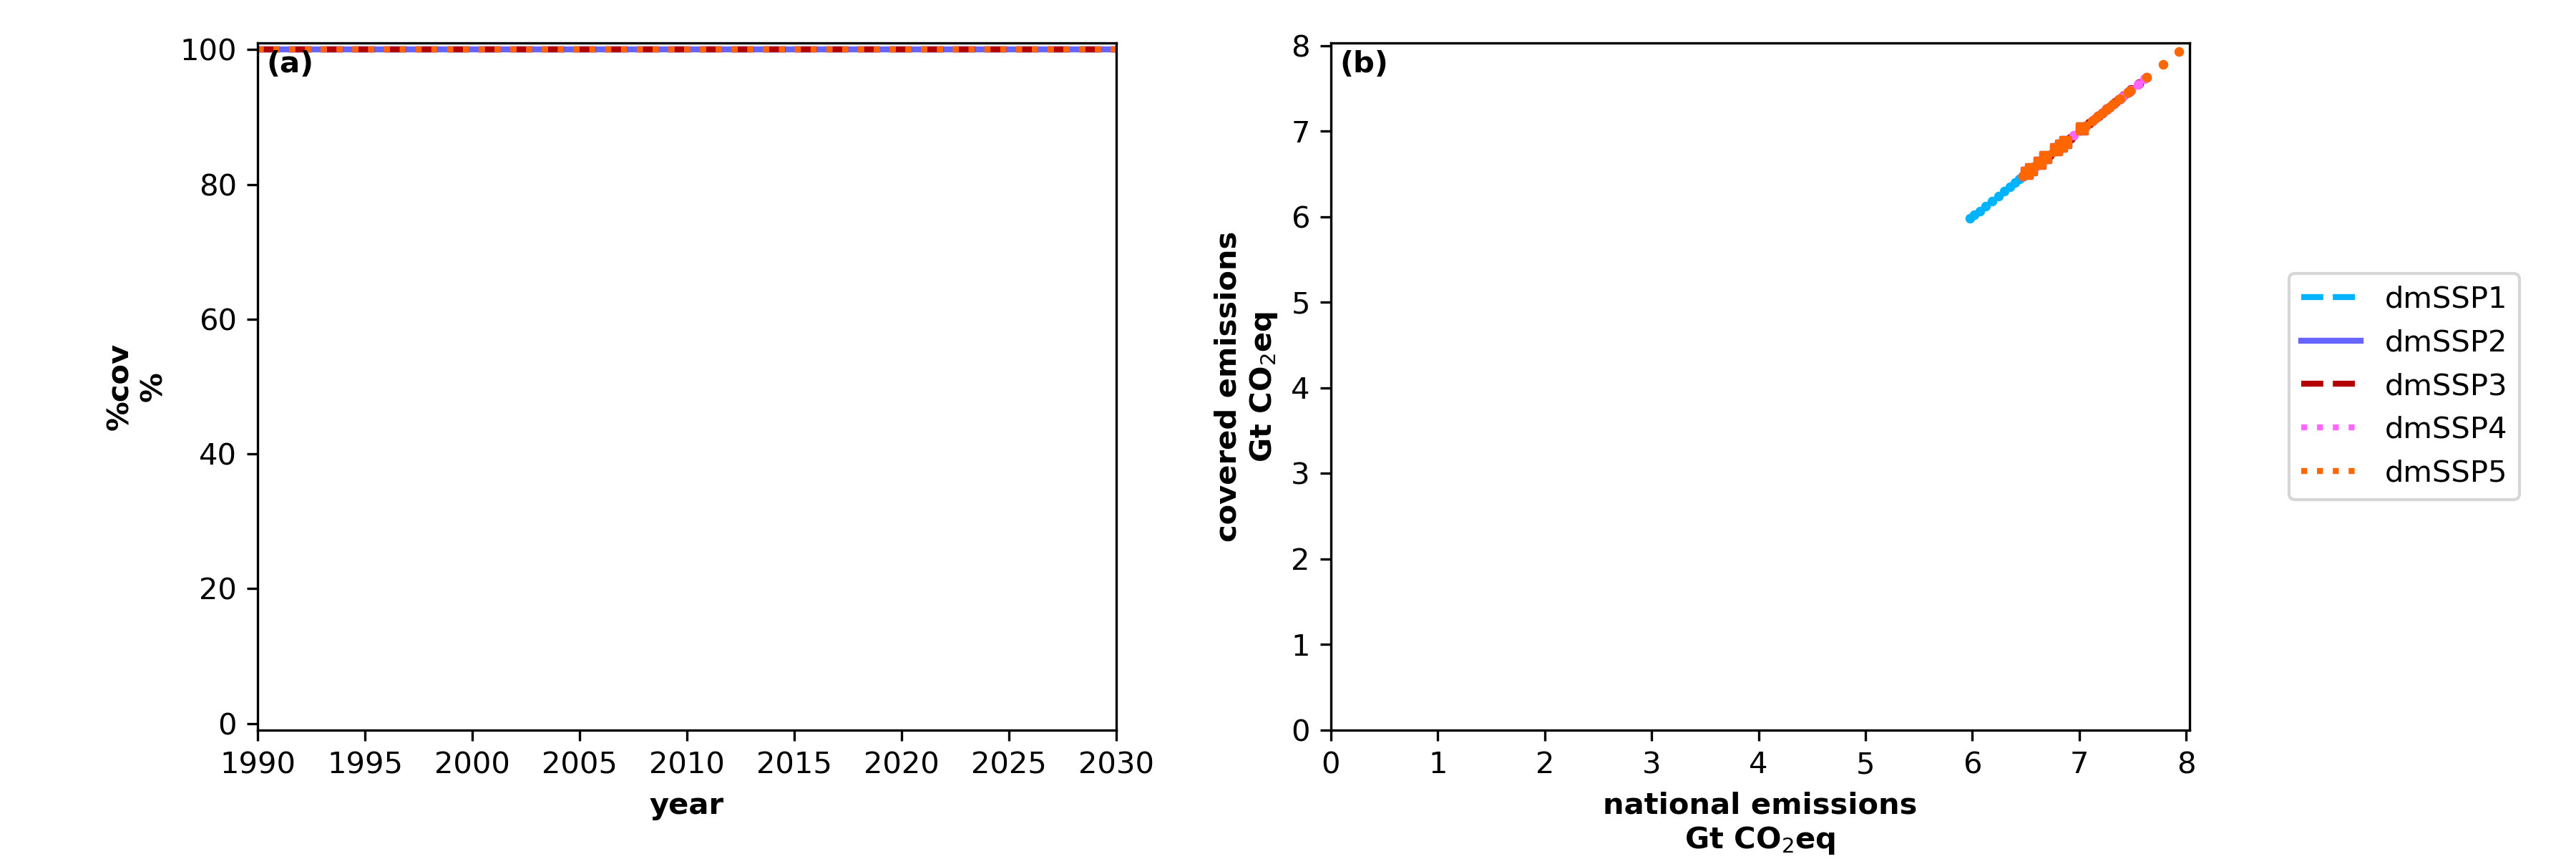 (a)
100
80
60
40
20
0
%cov
%
1990 1995 2000 2005 2010 2015 2020 2025 2030
year
(b)
8
7
6
5
4
3
2
1
0
covered emissions
Gt CO₂eq
0 1 2 3 4 5 6 7 8
national emissions
Gt CO₂eq
dmSSP1
dmSSP2
dmSSP3
dmSSP4
dmSSP5